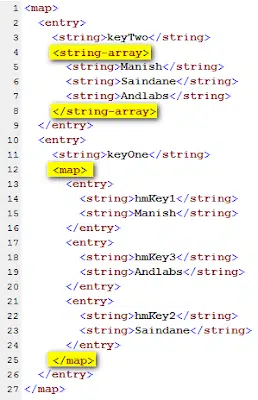 1 <map>
2 <entry>
3 <string>keyTwo</string>
4 <string-array>
5 <string>Manish</string>
6 <string>Saindane</string>
7 <string>Andlabs</string>
8 </string-array>
9 </entry>
10 <entry>
11 <string>keyOne</string>
12 <map>
13 <entry>
14 <string>hmKey1</string>
15 <string>Manish</string>
16 </entry>
17 <entry>
18 <string>hmKey3</string>
19 <string>Andlabs</string>
20 </entry>
21 <entry>
22 <string>hmKey2</string>
23 <string>Saindane</string>
24 </entry>
25 </map>
26 </entry>
27 </map>